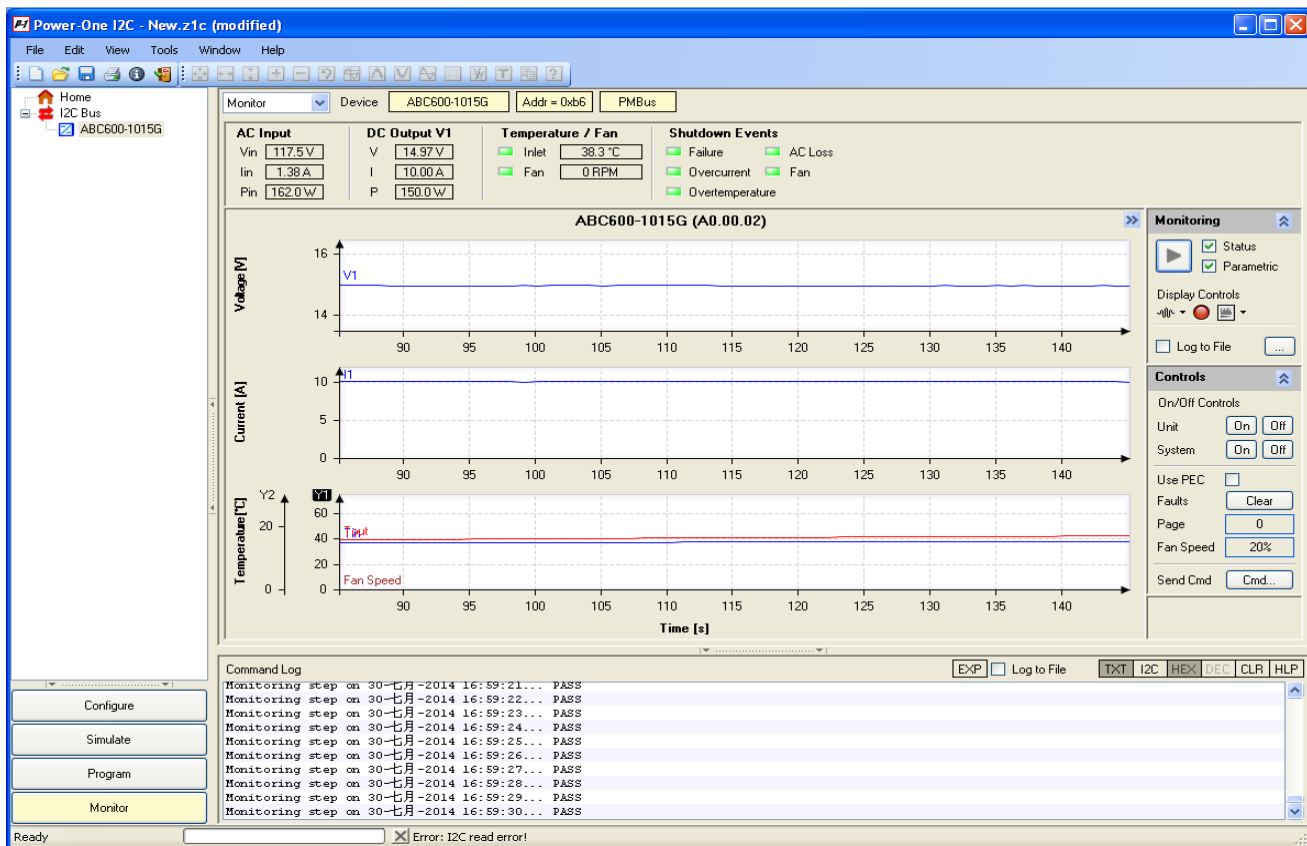 Power-One I2C - New.z1c (modified)
File Edit View Tools Window Help
Home
I2C Bus
ABC600-1015G
Monitor Device ABC600-1015G Addr = 0xb6 PMBus
AC Input DC Output V1 Temperature / Fan Shutdown Events
Vin 117.5 V V 14.97 V Inlet 38.3 °C Failure AC Loss
Iin 1.38 A I 10.00 A Fan 0 RPM Overcurrent Fan
Pin 162.0 W P 150.0 W Overtemperature
ABC600-1015G (A0.00.02)
Voltage [V]
16
V1
14
90 95 100 105 110 115 120 125 130 135 140
Current [A]
10 I1
5
0
90 95 100 105 110 115 120 125 130 135 140
Temperature [°C]
Y2 Y1
60
20 40
20
0 0 Fan Speed
90 95 100 105 110 115 120 125 130 135 140
Time [s]
Monitoring
Status
Parametric
Display Controls
Log to File ...
Controls
On/Off Controls
Unit On Off
System On Off
Use PEC
Faults Clear
Page 0
Fan Speed 20%
Send Cmd Cmd...
Command Log EXP Log to File TXT I2C HEX DEC CLR HLP
Monitoring step on 30-七月-2014 16:59:21... PASS
Monitoring step on 30-七月-2014 16:59:22... PASS
Monitoring step on 30-七月-2014 16:59:23... PASS
Monitoring step on 30-七月-2014 16:59:24... PASS
Monitoring step on 30-七月-2014 16:59:25... PASS
Monitoring step on 30-七月-2014 16:59:26... PASS
Monitoring step on 30-七月-2014 16:59:27... PASS
Monitoring step on 30-七月-2014 16:59:28... PASS
Monitoring step on 30-七月-2014 16:59:29... PASS
Monitoring step on 30-七月-2014 16:59:30... PASS
Configure
Simulate
Program
Monitor
Ready Error: I2C read error!